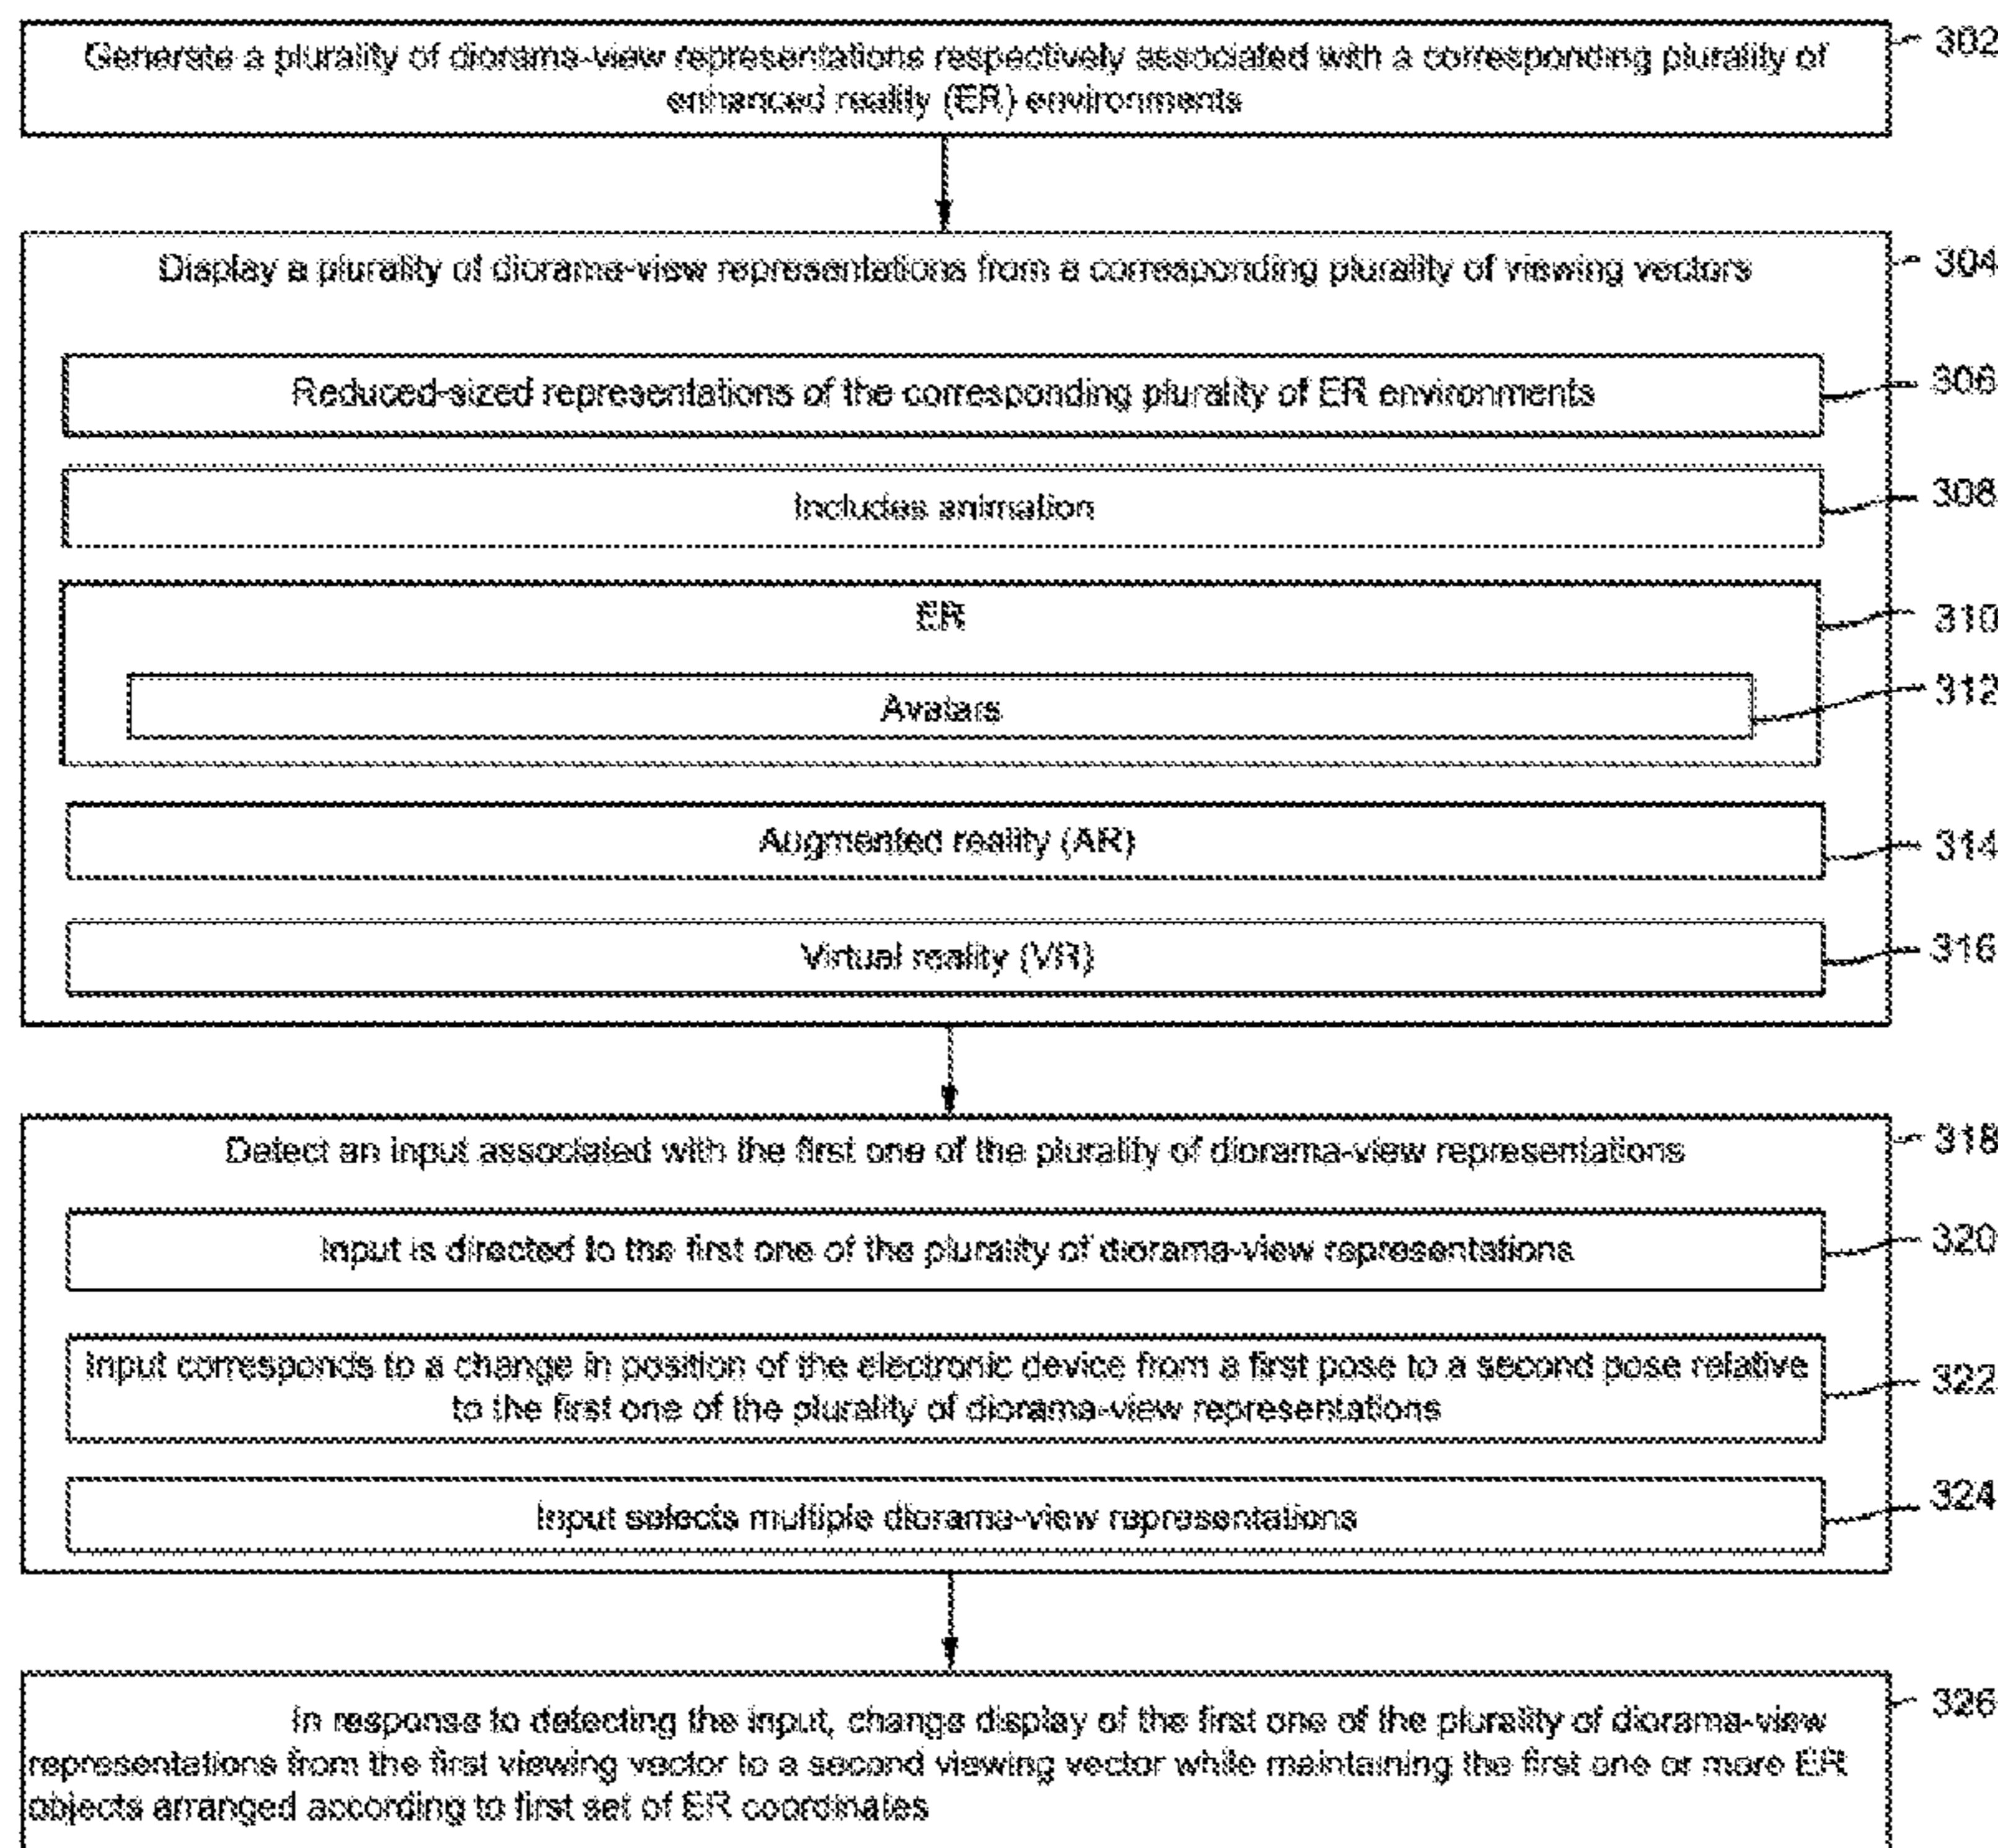 Generate a plurality of diorama-view representations respectively associated with a corresponding plurality of
enhanced reality (ER) environments
302
Display a plurality of diorama-view representations from a corresponding plurality of viewing vectors
304
Reduced-sized representations of the corresponding plurality of ER environments
306
Includes animation
308
ER
310
Avatars
312
Augmented reality (AR)
314
Virtual reality (VR)
316
Detect an input associated with the first one of the plurality of diorama-view representations
318
Input is directed to the first one of the plurality of diorama-view representations
320
Input corresponds to a change in position of the electronic device from a first pose to a second pose relative
to the first one of the plurality of diorama-view representations
322
Input selects multiple diorama-view representations
324
In response to detecting the input, change display of the first one of the plurality of diorama-view
representations from the first viewing vector to a second viewing vector while maintaining the first one or more ER
objects arranged according to first set of ER coordinates
326